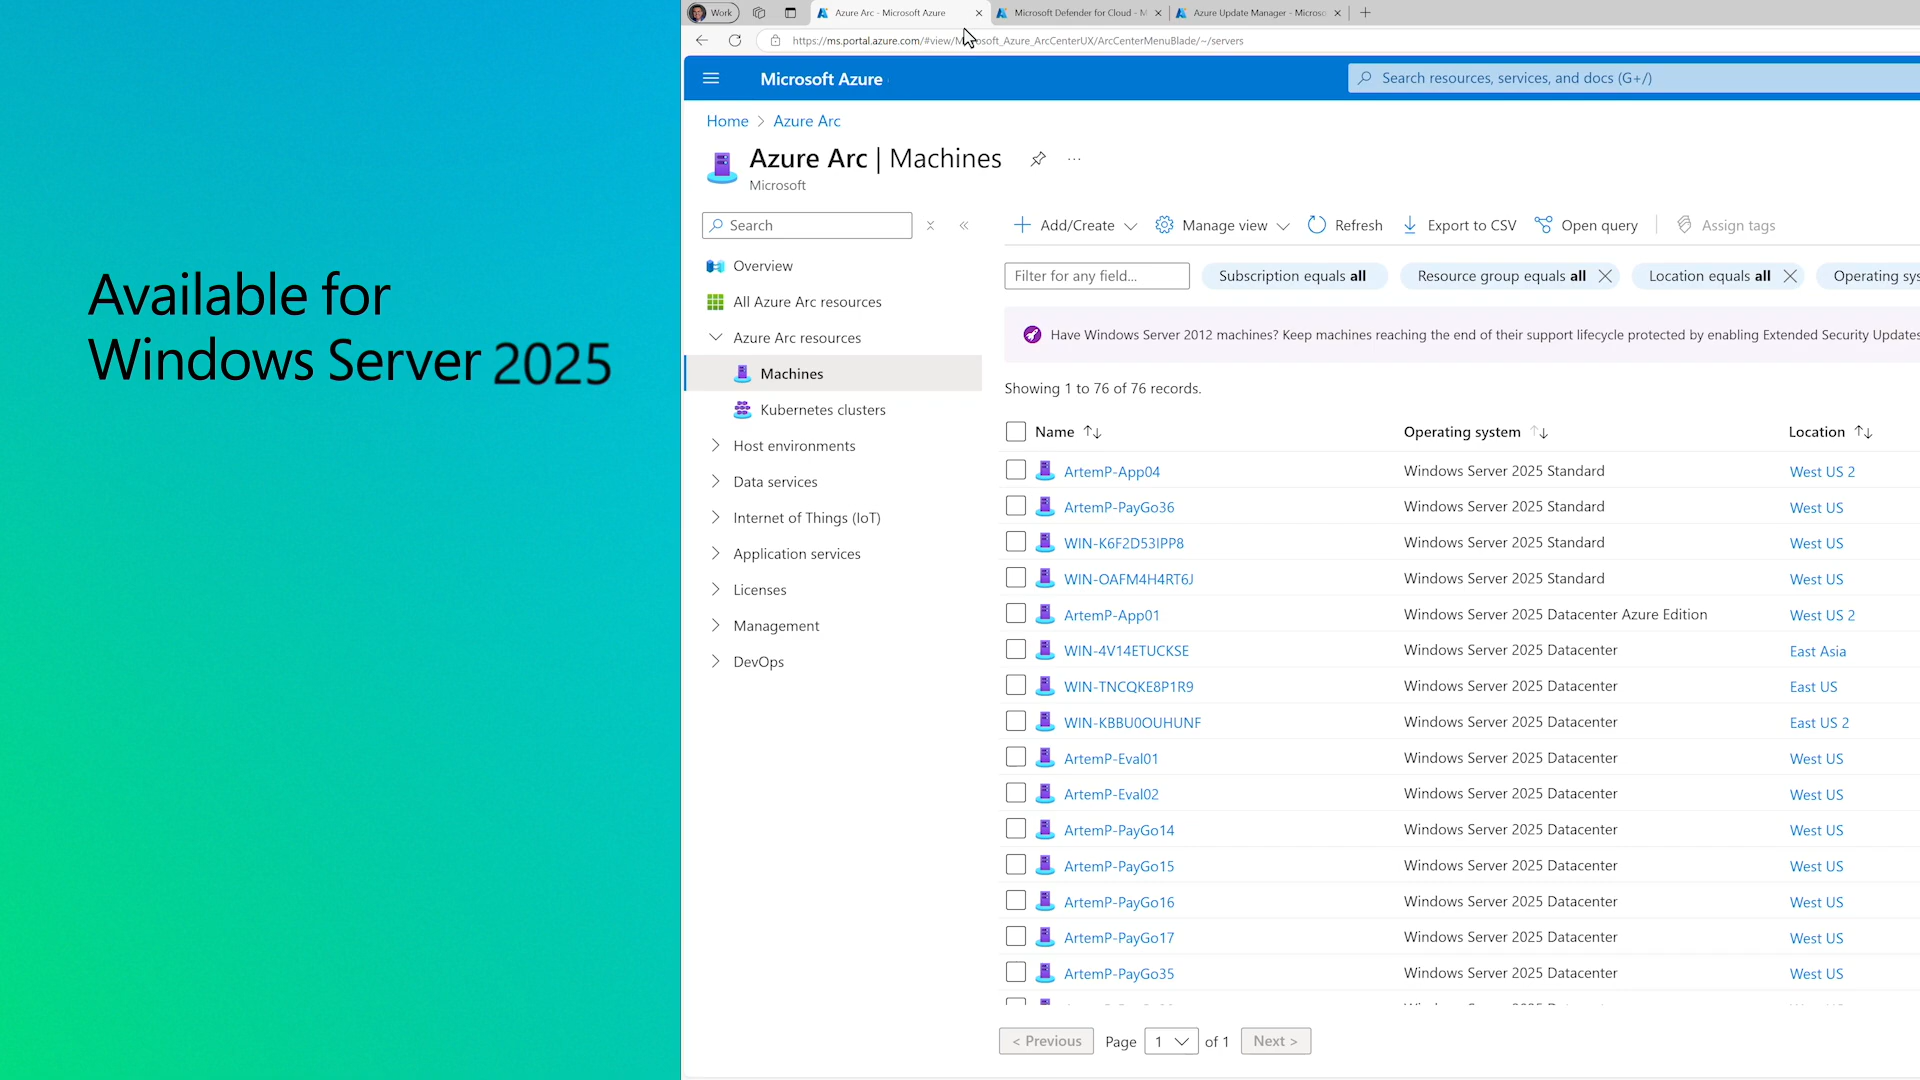 Available for
Windows Server 2025
Work
Azure Arc - Microsoft Azure
Microsoft Defender for Cloud - M
Azure Update Manager - Microso
https://ms.portal.azure.com/#view/M osoft_Azure_ArcCenterUX/ArcCenterMenuBlade/~/servers
Microsoft Azure
Search resources, services, and docs (G+/)
Home > Azure Arc
Azure Arc | Machines
Microsoft
Search
Add/Create
Manage view
Refresh
Export to CSV
Open query
Assign tags
Overview
All Azure Arc resources
Azure Arc resources
Machines
Kubernetes clusters
Host environments
Data services
Internet of Things (IoT)
Application services
Licenses
Management
DevOps
Filter for any field...
Subscription equals all
Resource group equals all
Location equals all
Operating sys
Have Windows Server 2012 machines? Keep machines reaching the end of their support lifecycle protected by enabling Extended Security Updates
Showing 1 to 76 of 76 records.
Name Operating system Location
ArtemP-App04 Windows Server 2025 Standard West US 2
ArtemP-PayGo36 Windows Server 2025 Standard West US
WIN-K6F2D53IPP8 Windows Server 2025 Standard West US
WIN-OAFM4H4RT6J Windows Server 2025 Standard West US
ArtemP-App01 Windows Server 2025 Datacenter Azure Edition West US 2
WIN-4V14ETUCKSE Windows Server 2025 Datacenter East Asia
WIN-TNCQKE8P1R9 Windows Server 2025 Datacenter East US
WIN-KBBU0OUHUNF Windows Server 2025 Datacenter East US 2
ArtemP-Eval01 Windows Server 2025 Datacenter West US
ArtemP-Eval02 Windows Server 2025 Datacenter West US
ArtemP-PayGo14 Windows Server 2025 Datacenter West US
ArtemP-PayGo15 Windows Server 2025 Datacenter West US
ArtemP-PayGo16 Windows Server 2025 Datacenter West US
ArtemP-PayGo17 Windows Server 2025 Datacenter West US
ArtemP-PayGo35 Windows Server 2025 Datacenter West US
< Previous Page 1 of 1 Next >